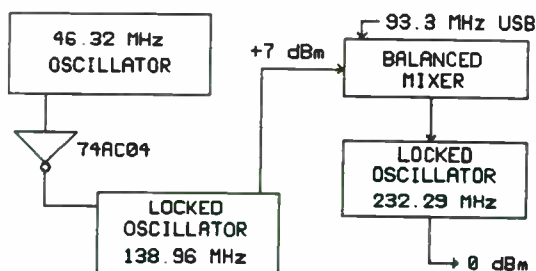 46.32 MHz
OSCILLATOR
74AC04
LOCKED
OSCILLATOR
138.96 MHz
+7 dBm
93.3 MHz USB
BALANCED
MIXER
LOCKED
OSCILLATOR
232.29 MHz
0 dBm